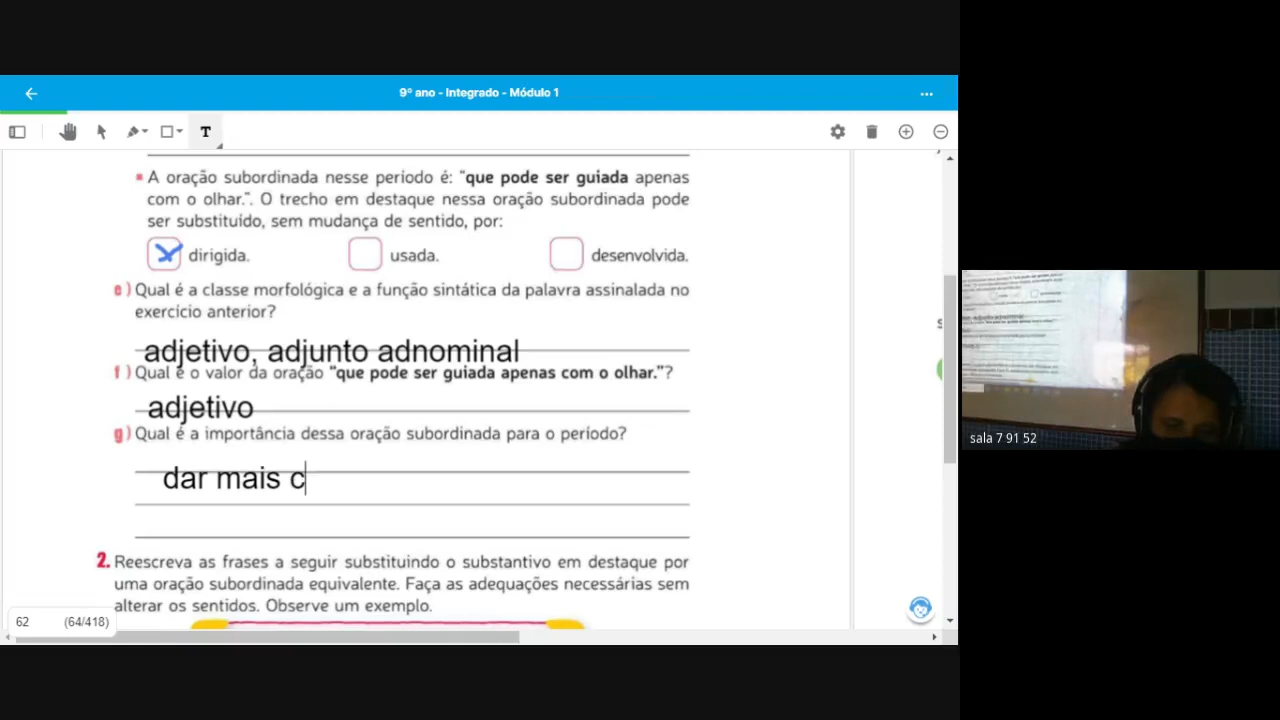 9º ano - Integrado - Módulo 1
T
A oração subordinada nesse período é: "que pode ser guiada apenas
com o olhar.". O trecho em destaque nessa oração subordinada pode
ser substituído, sem mudança de sentido, por:
dirigida. usada. desenvolvida.
e) Qual é a classe morfológica e a função sintática da palavra assinalada no
exercício anterior?
adjetivo, adjunto adnominal
f) Qual é o valor da oração "que pode ser guiada apenas com o olhar."?
adjetivo
g) Qual é a importância dessa oração subordinada para o período?
dar mais c
2. Reescreva as frases a seguir substituindo o substantivo em destaque por
uma oração subordinada equivalente. Faça as adequações necessárias sem
alterar os sentidos. Observe um exemplo.
62 (64/418)
sala 7 91 52